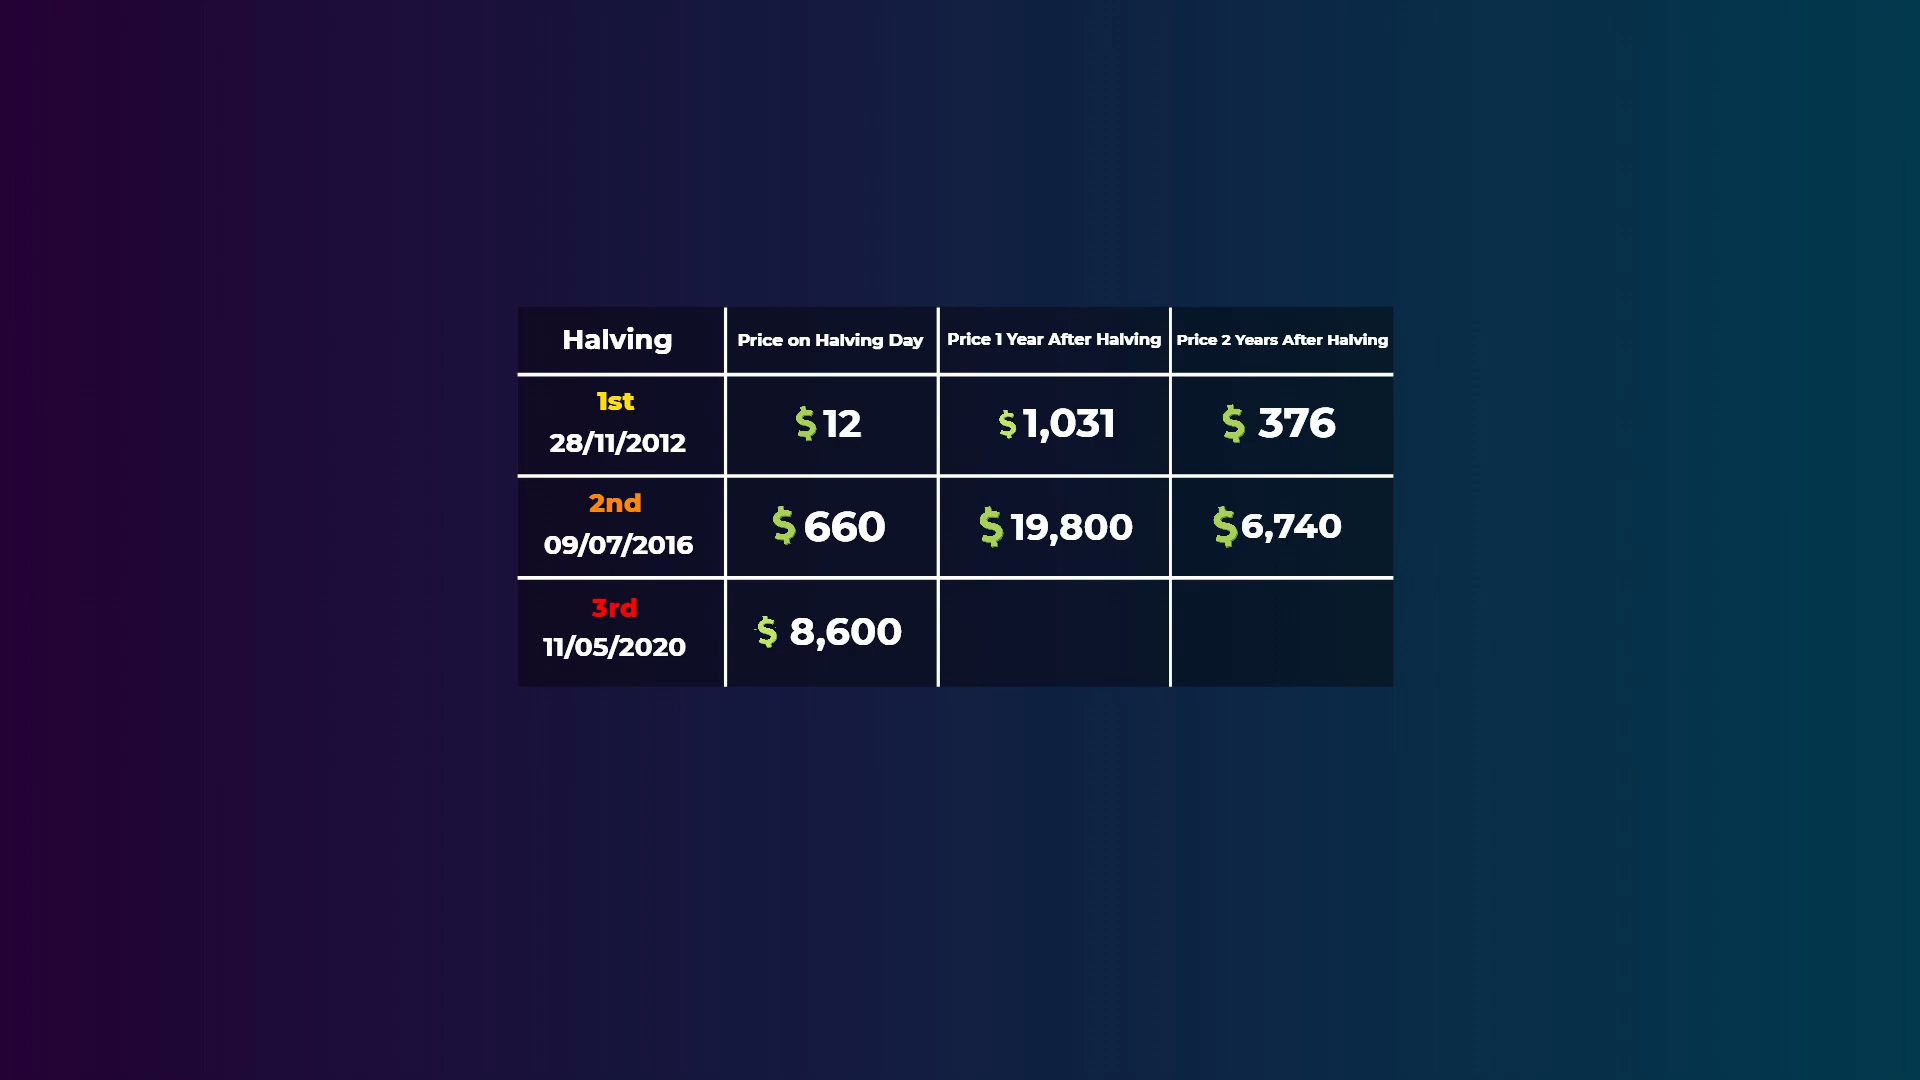 Halving
Price on Halving Day
Price 1 Year After Halving
Price 2 Years After Halving
1st
28/11/2012
$ 12
$ 1,031
$ 376
2nd
09/07/2016
$ 660
$ 19,800
$ 6,740
3rd
11/05/2020
$ 8,600